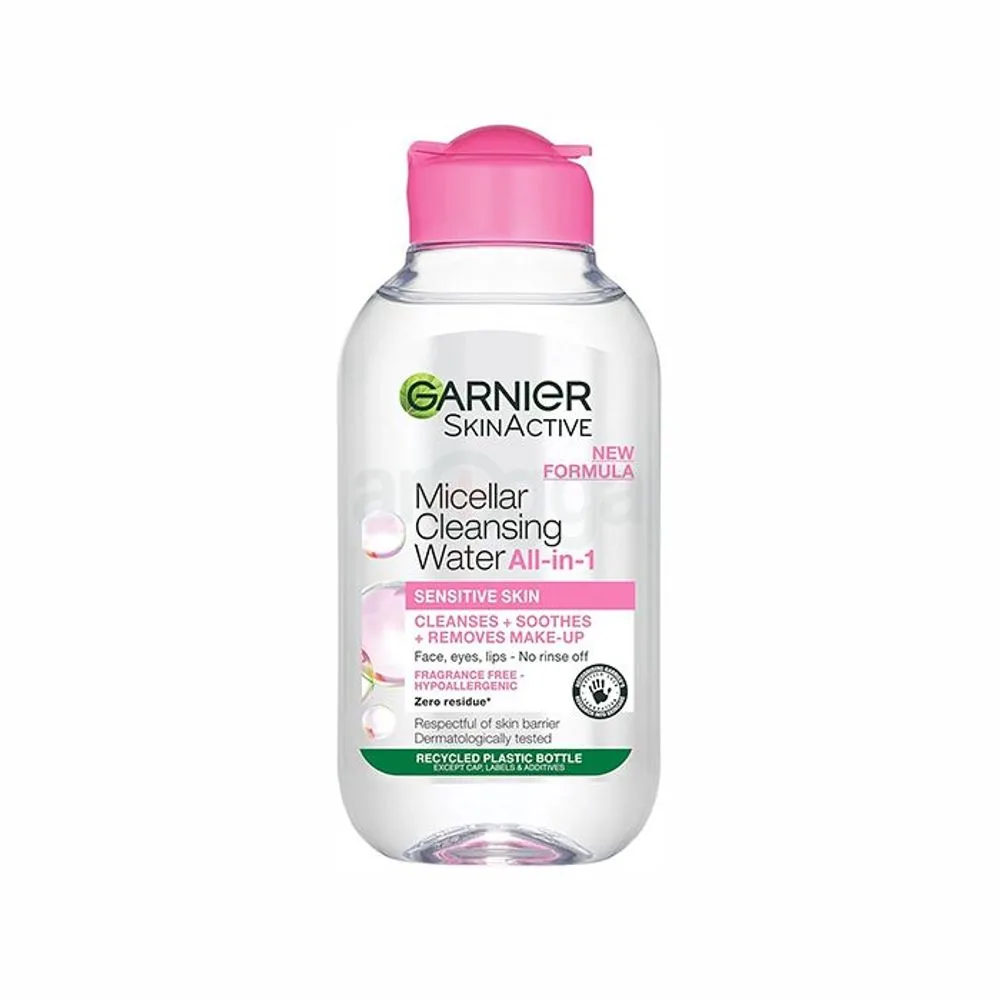 GARNIER
SKINACTIVE
NEW
FORMULA
Micellar
Cleansing
Water All-in-1
SENSITIVE SKIN
CLEANSES + SOOTHES
+ REMOVES MAKE-UP
Face, eyes, lips - No rinse off
FRAGRANCE FREE -
HYPOALLERGENIC
Zero residue*
Respectful of skin barrier
Dermatologically tested
RECYCLED PLASTIC BOTTLE
EXCEPT CAP, LABELS & ADDITIVES